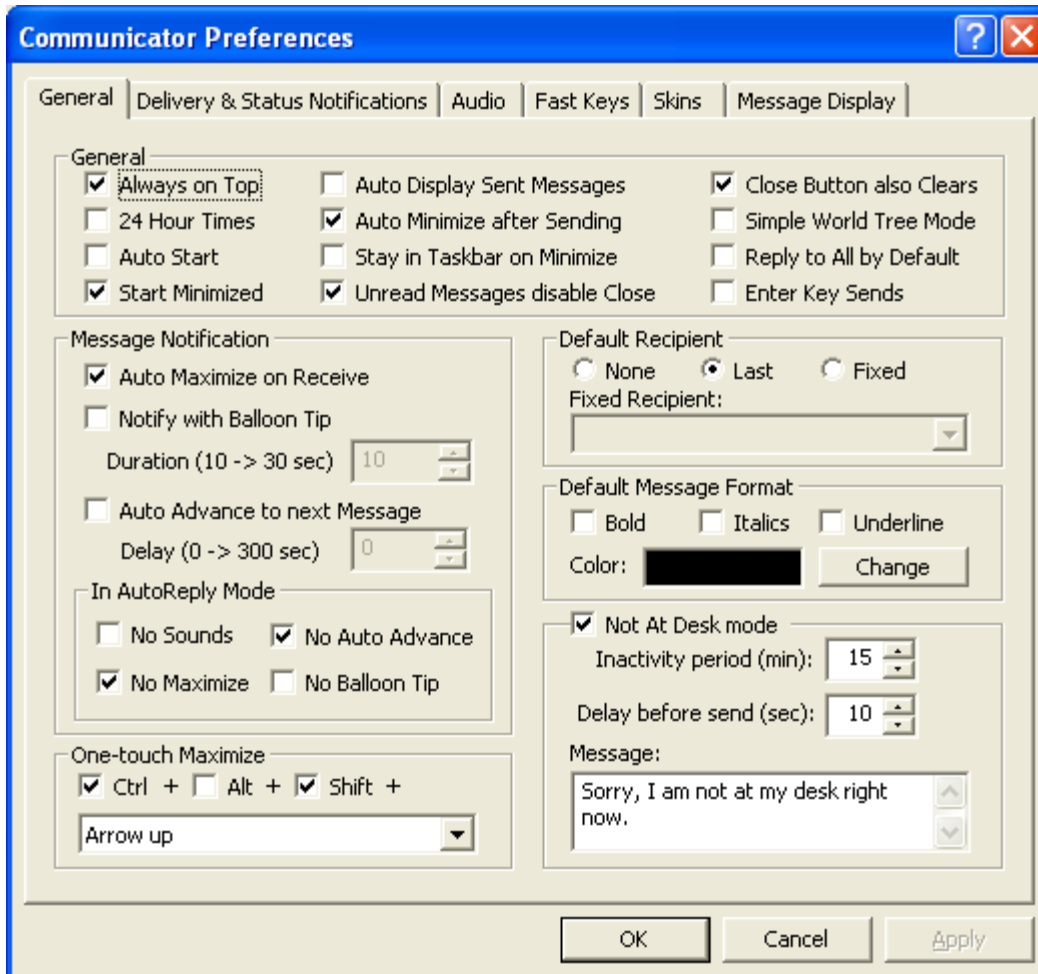 Communicator Preferences
General Delivery & Status Notifications Audio Fast Keys Skins Message Display
General
Always on Top Auto Display Sent Messages Close Button also Clears
24 Hour Times Auto Minimize after Sending Simple World Tree Mode
Auto Start Stay in Taskbar on Minimize Reply to All by Default
Start Minimized Unread Messages disable Close Enter Key Sends
Message Notification
Auto Maximize on Receive
Notify with Balloon Tip
Duration (10 -> 30 sec) 10
Auto Advance to next Message
Delay (0 -> 300 sec) 0
In AutoReply Mode
No Sounds No Auto Advance
No Maximize No Balloon Tip
One-touch Maximize
Ctrl + Alt + Shift +
Arrow up
Default Recipient
None Last Fixed
Fixed Recipient:
Default Message Format
Bold Italics Underline
Color: Change
Not At Desk mode
Inactivity period (min): 15
Delay before send (sec): 10
Message:
Sorry, I am not at my desk right
now.
OK Cancel Apply